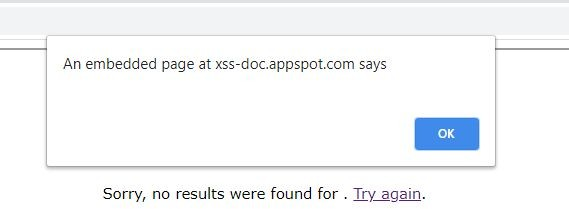 An embedded page at xss-doc.appspot.com says
OK
Sorry, no results were found for . Try again.